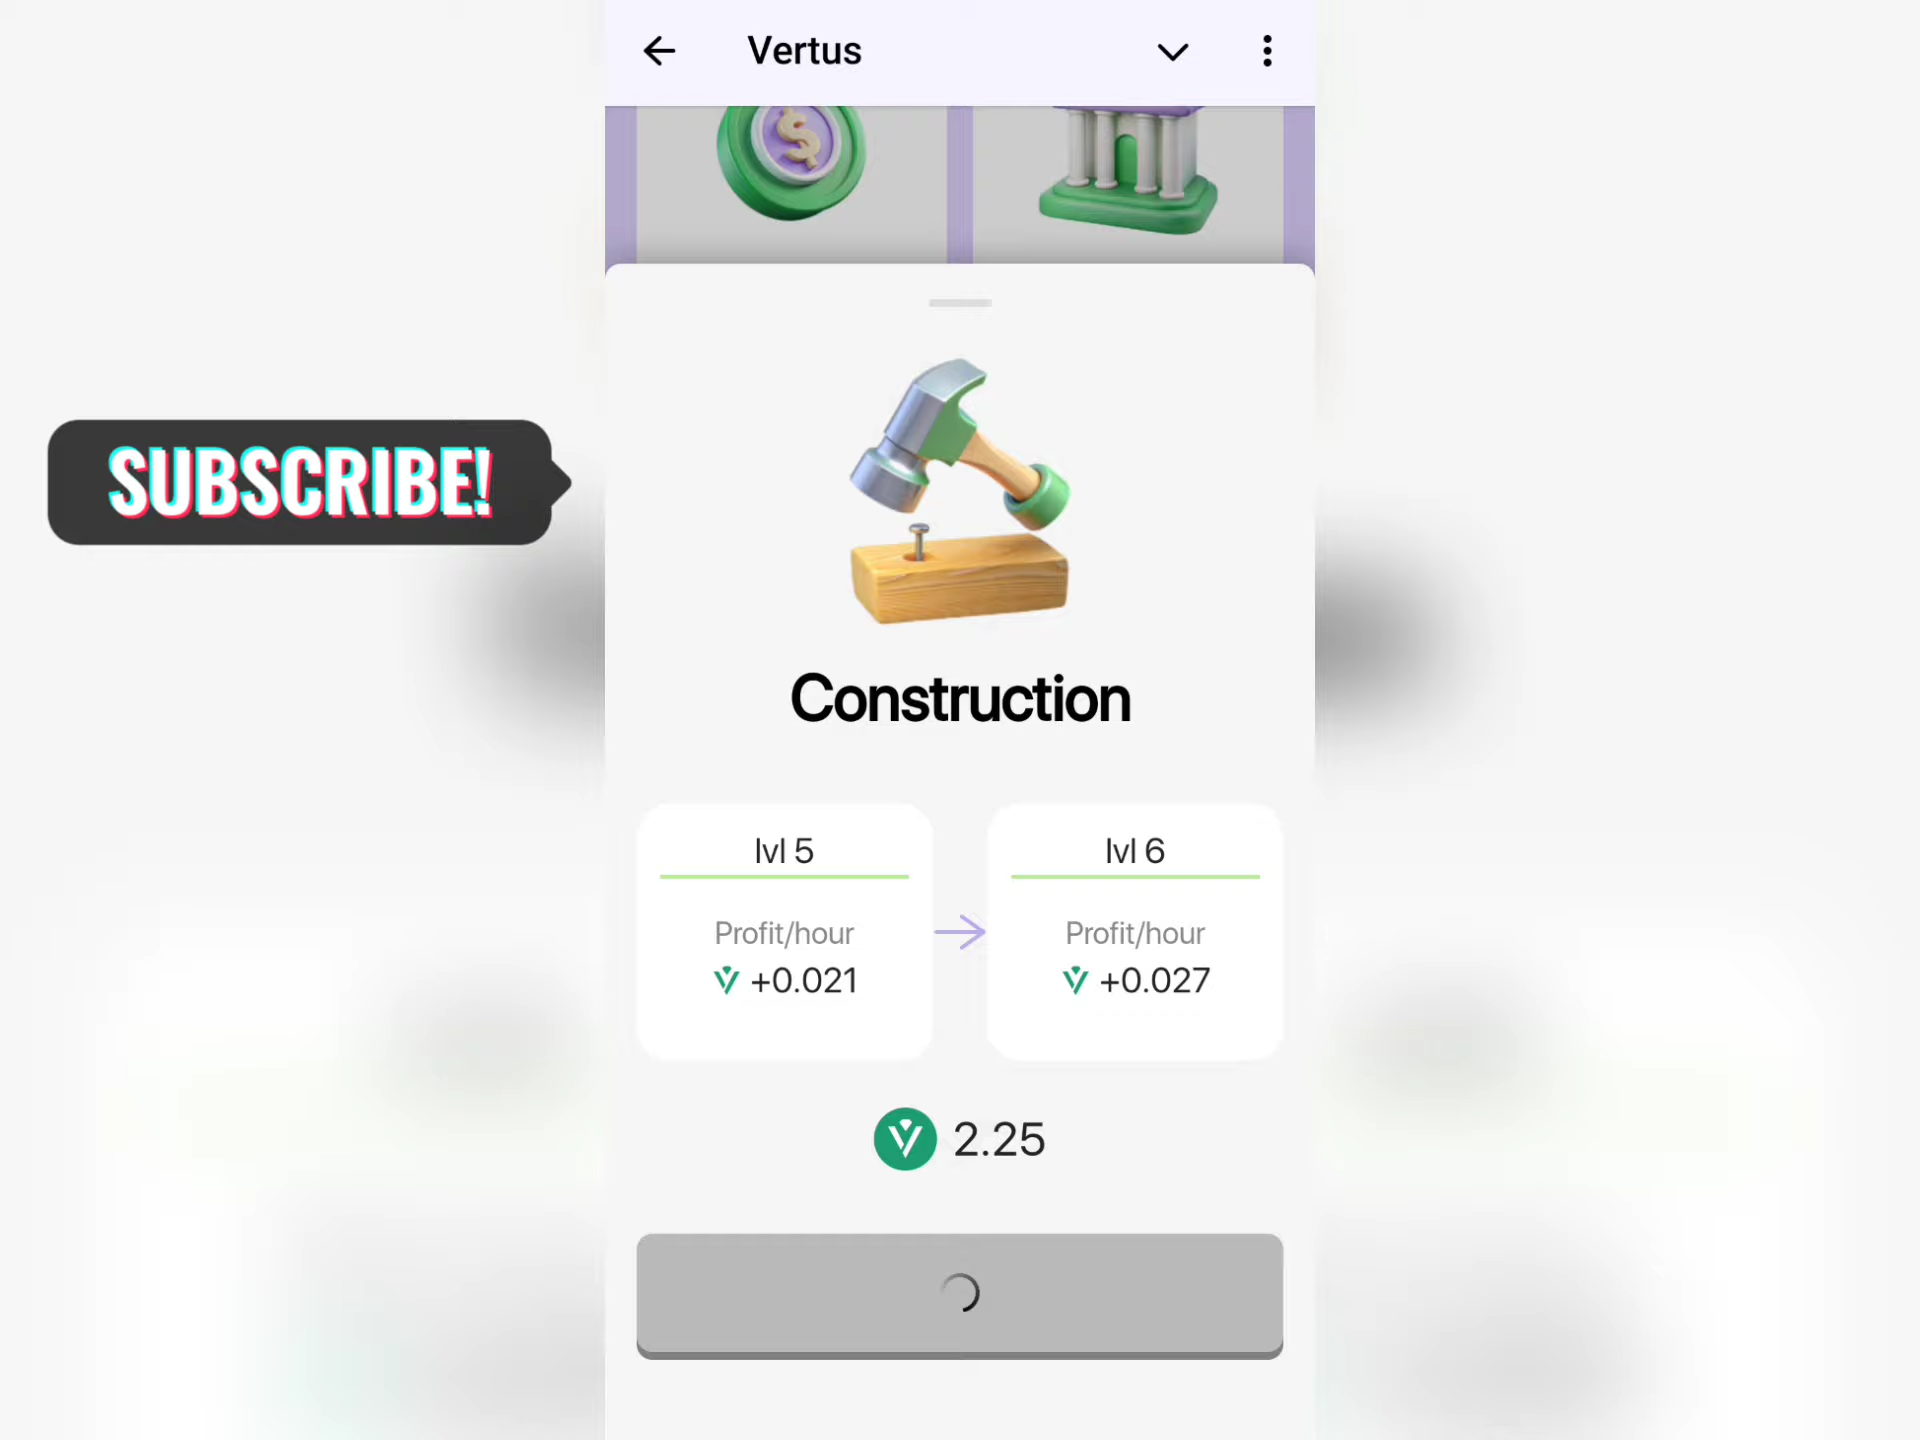 Vertus
SUBSCRIBE!
Construction
lvl 5
Profit/hour
+0.021
lvl 6
Profit/hour
+0.027
2.25